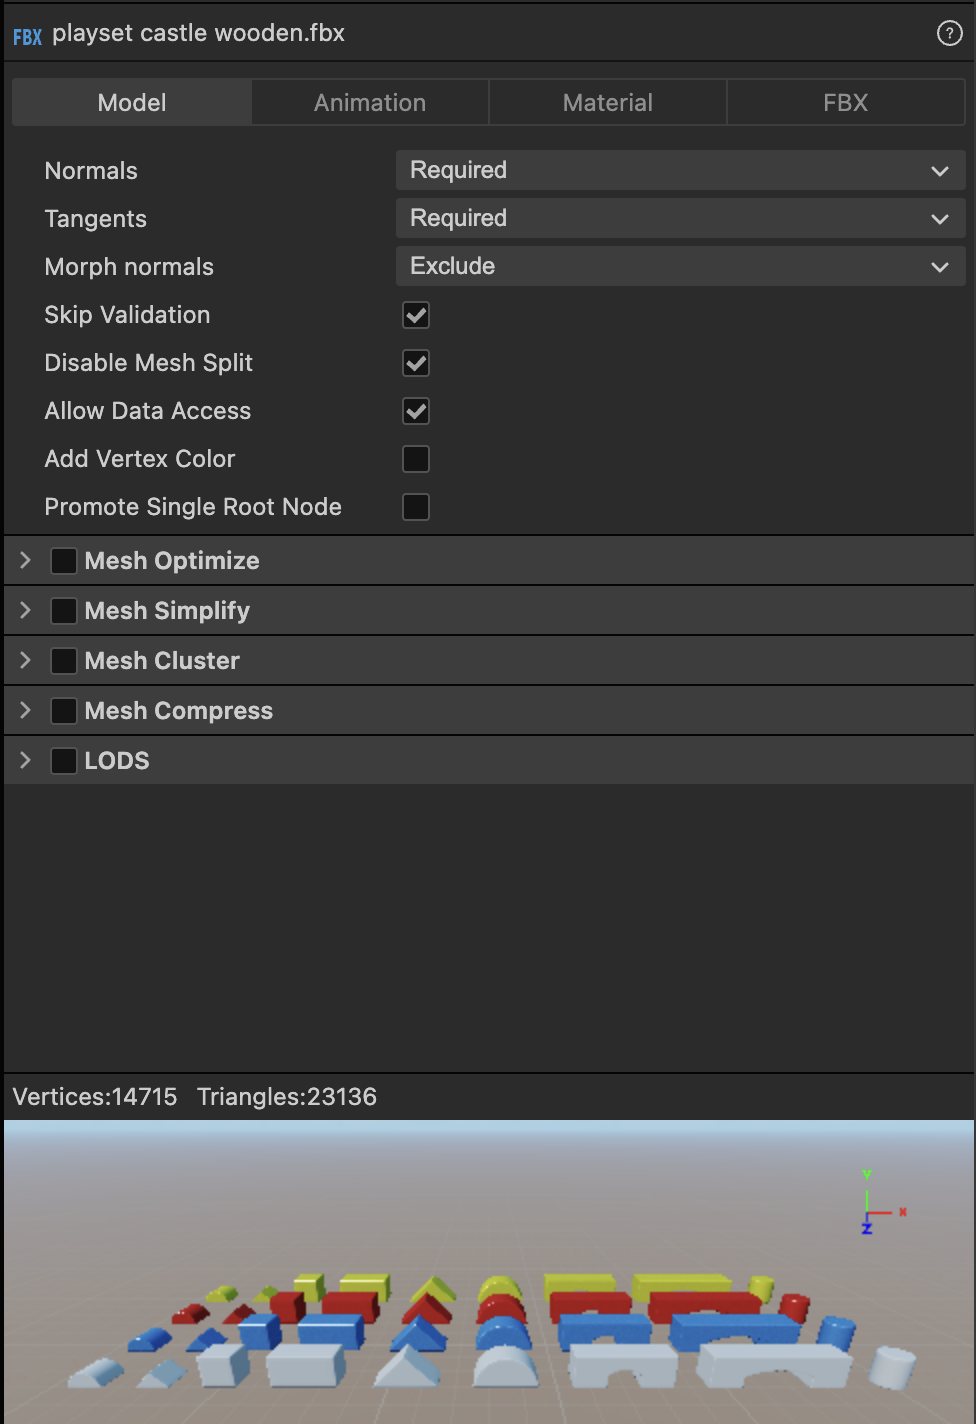 FBX playset castle wooden.fbx ?
Model Animation Material FBX
Normals Required
Tangents Required
Morph normals Exclude
Skip Validation
Disable Mesh Split
Allow Data Access
Add Vertex Color
Promote Single Root Node
Mesh Optimize
Mesh Simplify
Mesh Cluster
Mesh Compress
LODS
Vertices:14715 Triangles:23136
Y
X
Z